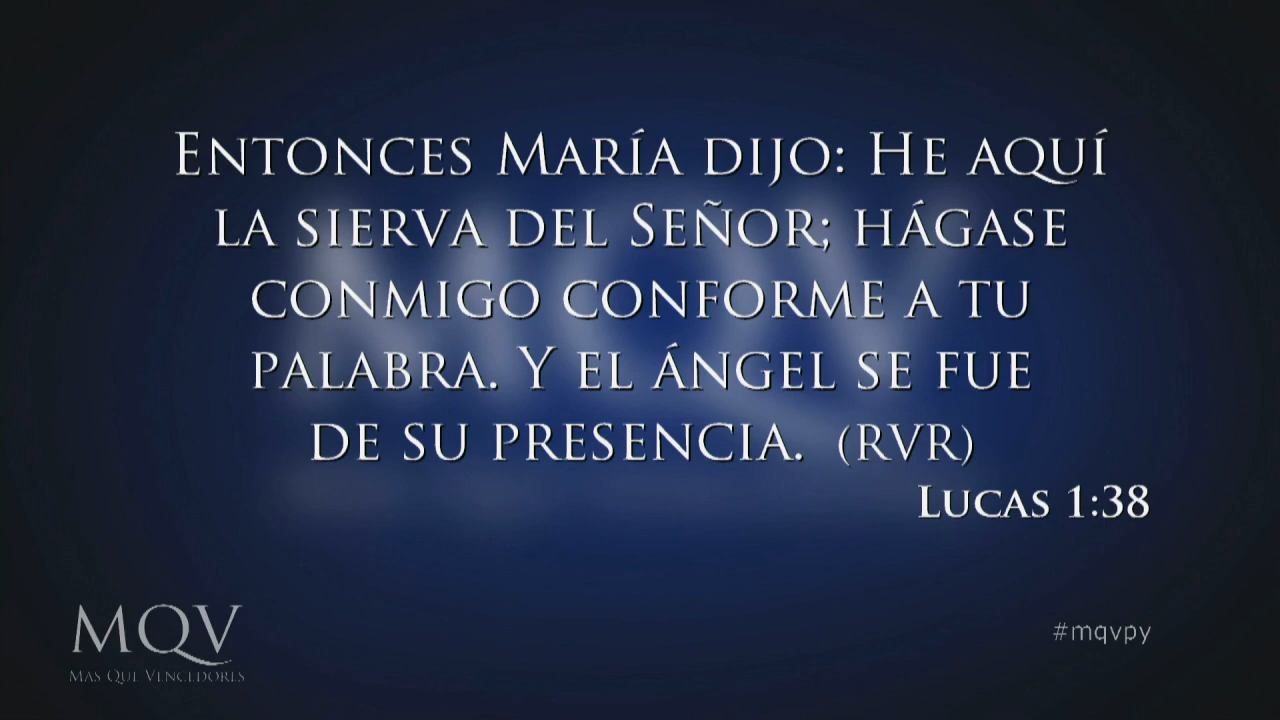 Entonces María dijo: He aquí
la sierva del Señor; hágase
conmigo conforme a tu
palabra. Y el ángel se fue
de su presencia. (RVR)
Lucas 1:38
MQV
Mas Que Vencedores
#mqvpy